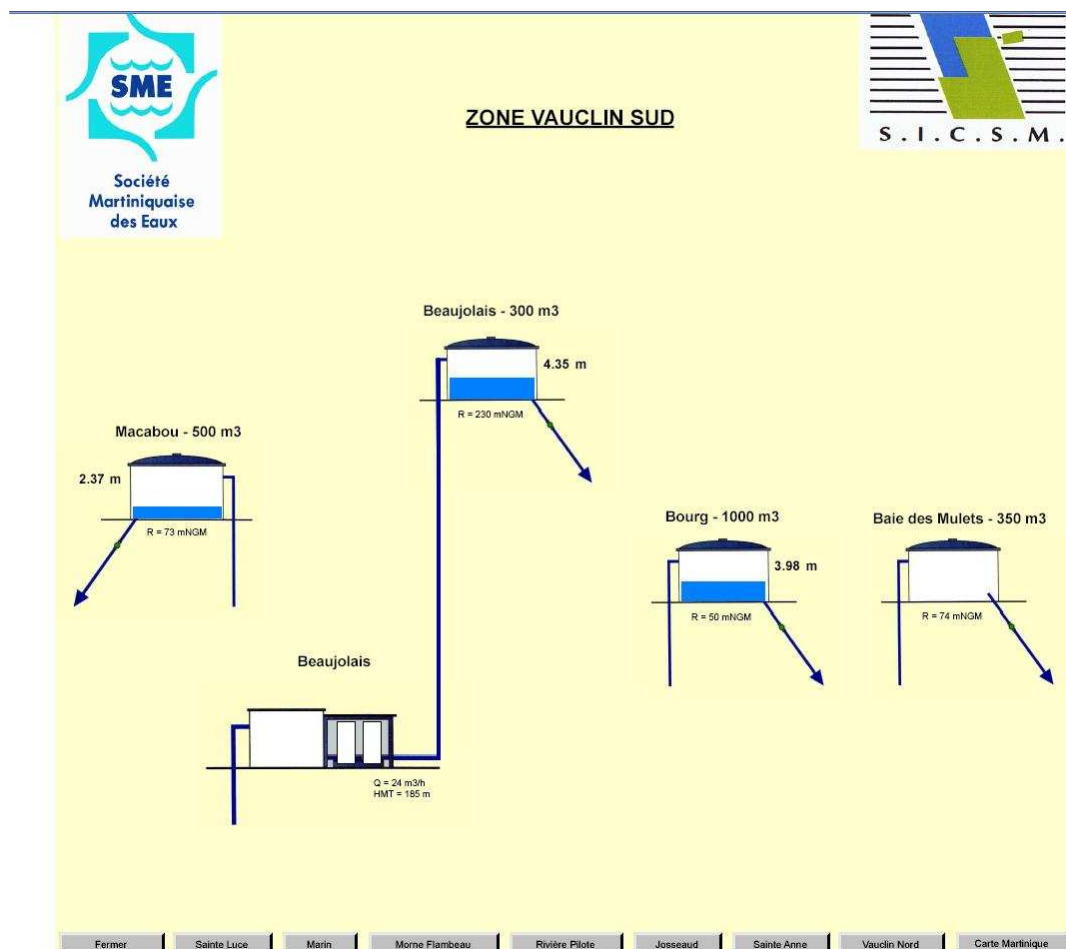 SME
Société
Martiniquaise
des Eaux
ZONE VAUCLIN SUD
S.I.C.S.M.
Beaujolais - 300 m3
4.35 m
R = 230 mNGM
Macabou - 500 m3
2.37 m
R = 73 mNGM
Bourg - 1000 m3
3.98 m
R = 50 mNGM
Baie des Mulets - 350 m3
R = 74 mNGM
Beaujolais
Q = 24 m3/h
HMT = 185 m
Fermer
Sainte Luce
Marin
Morne Flambeau
Rivière Pilote
Josseaud
Sainte Anne
Vauclin Nord
Carte Martinique